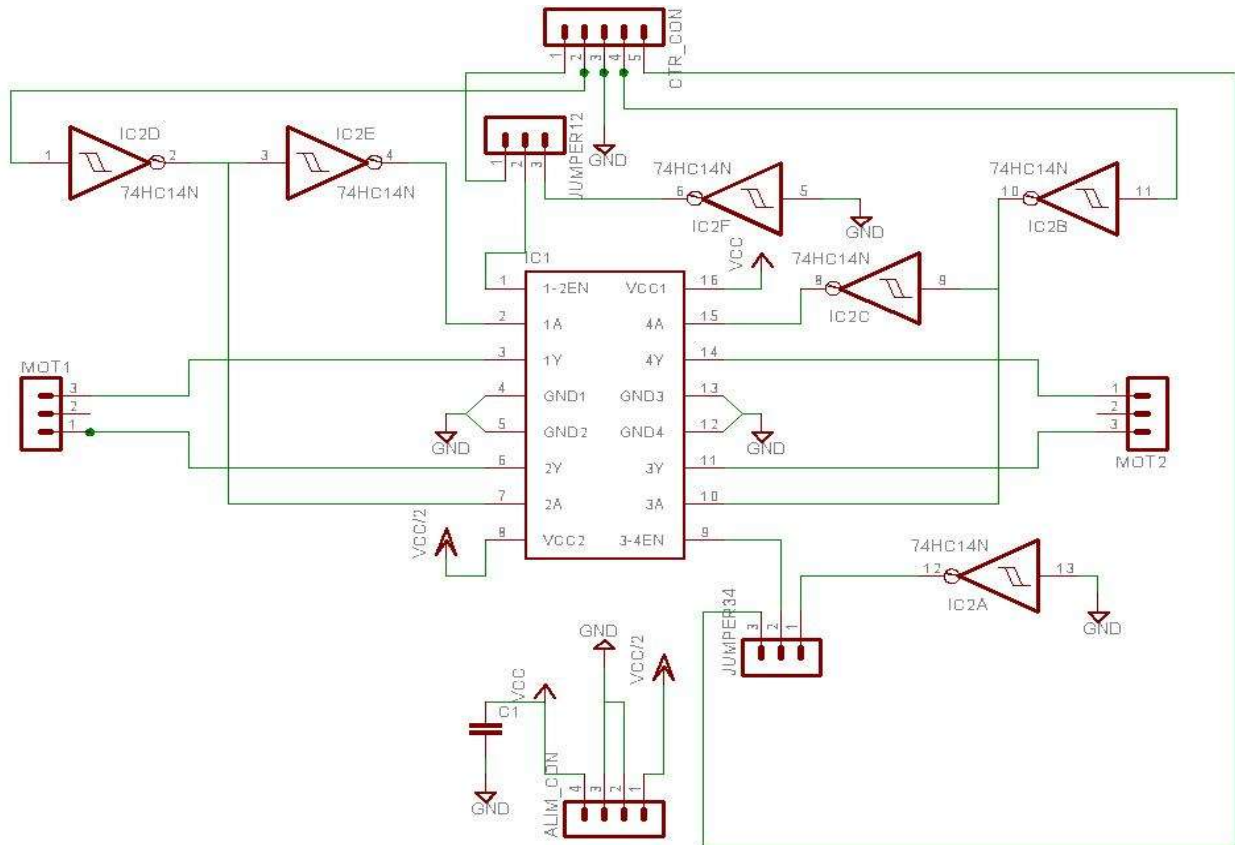 CTR_CON
1 2 3 4 5
IC2D
1 2
74HC14N
IC2E
3 4
74HC14N
JUMPER12
1 2 3
GND
74HC14N
6 5
IC2F
GND
74HC14N
10 11
IC2B
VCC
74HC14N
8 9
IC2C
IC1
1 1-2EN VCC1 16
2 1A 4A 15
3 1Y 4Y 14
4 GND1 GND3 13
5 GND2 GND4 12
6 2Y 3Y 11
7 2A 3A 10
8 VCC2 3-4EN 9
MOT1
3
2
1
GND
GND
1
2
3
MOT2
VCC/2
74HC14N
12 13
IC2A
GND
JUMPER34
3 2 1
GND
VCC/2
VCC
C1
GND
ALIM_CON
4 3 2 1